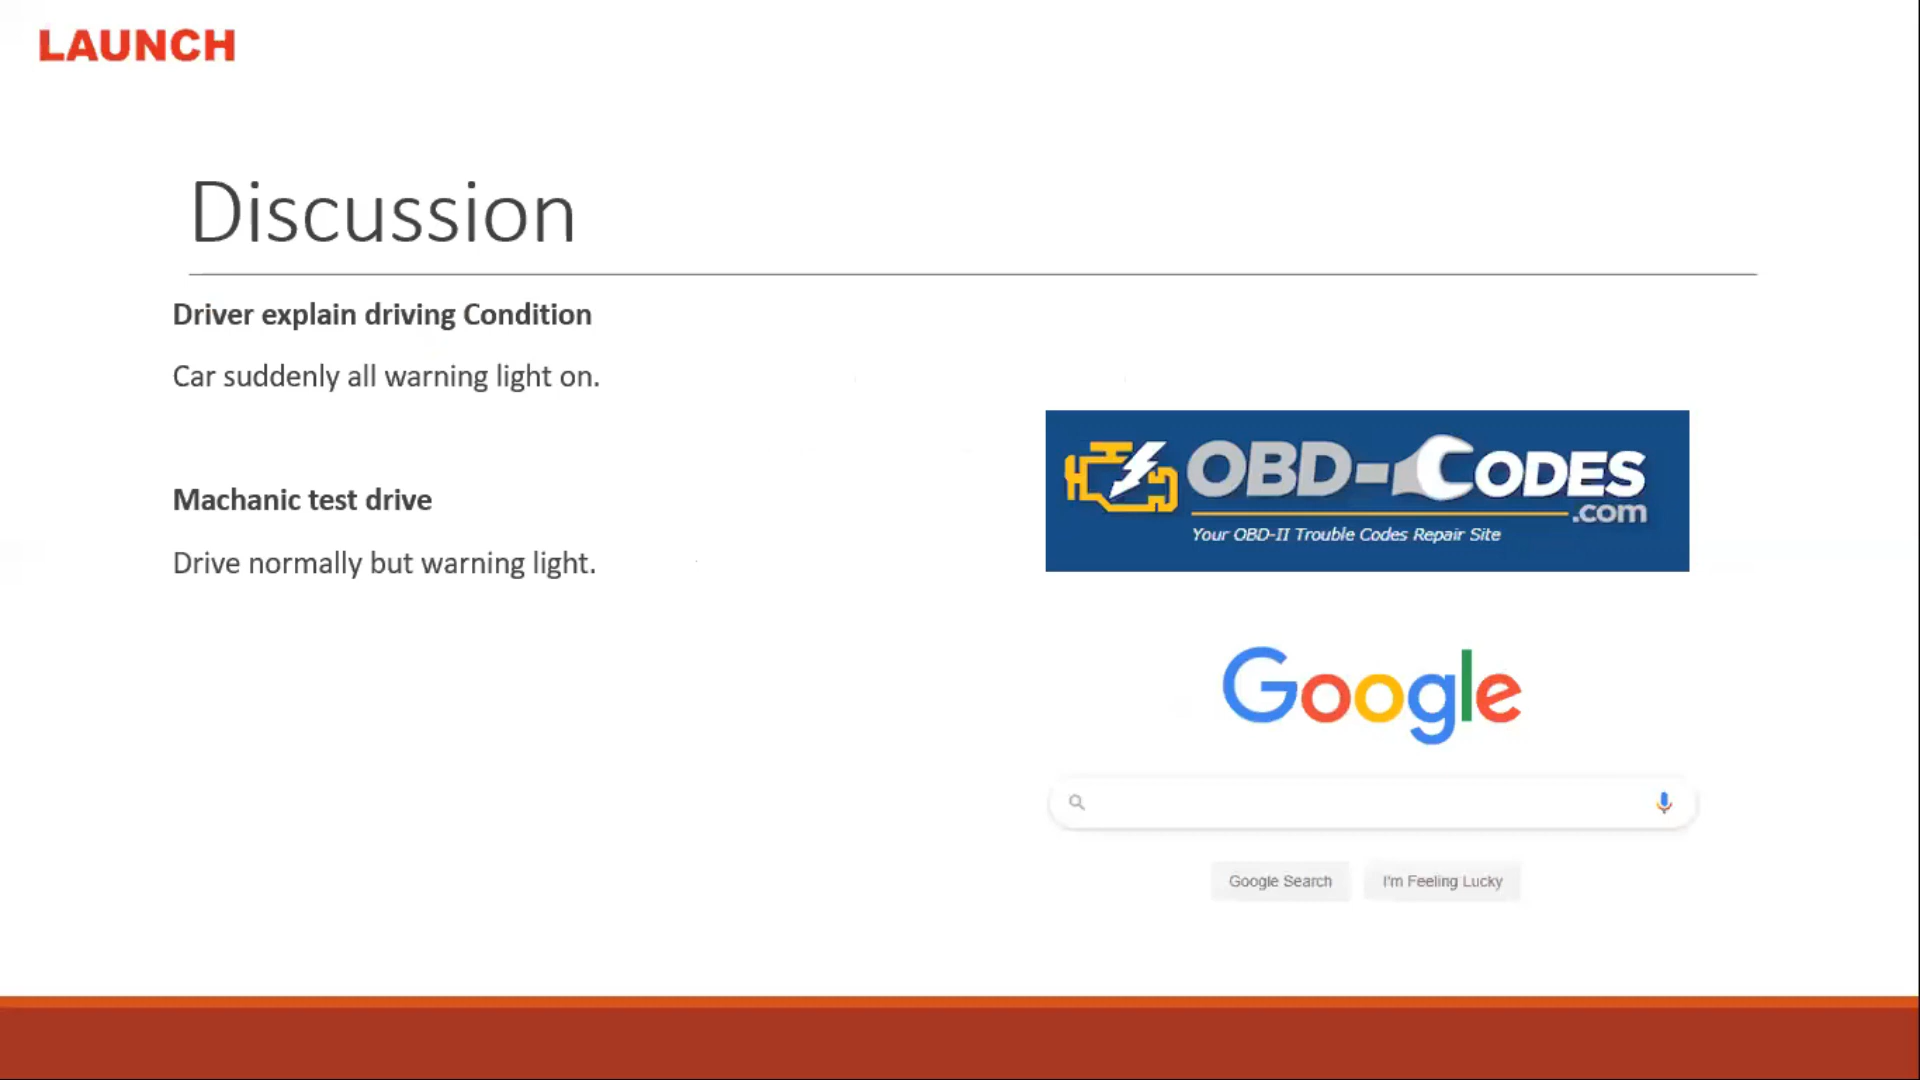 LAUNCH
Discussion
Driver explain driving Condition
Car suddenly all warning light on.
Machanic test drive
Drive normally but warning light.
OBD-CODES
.com
Your OBD-II Trouble Codes Repair Site
Google
Google Search
I'm Feeling Lucky